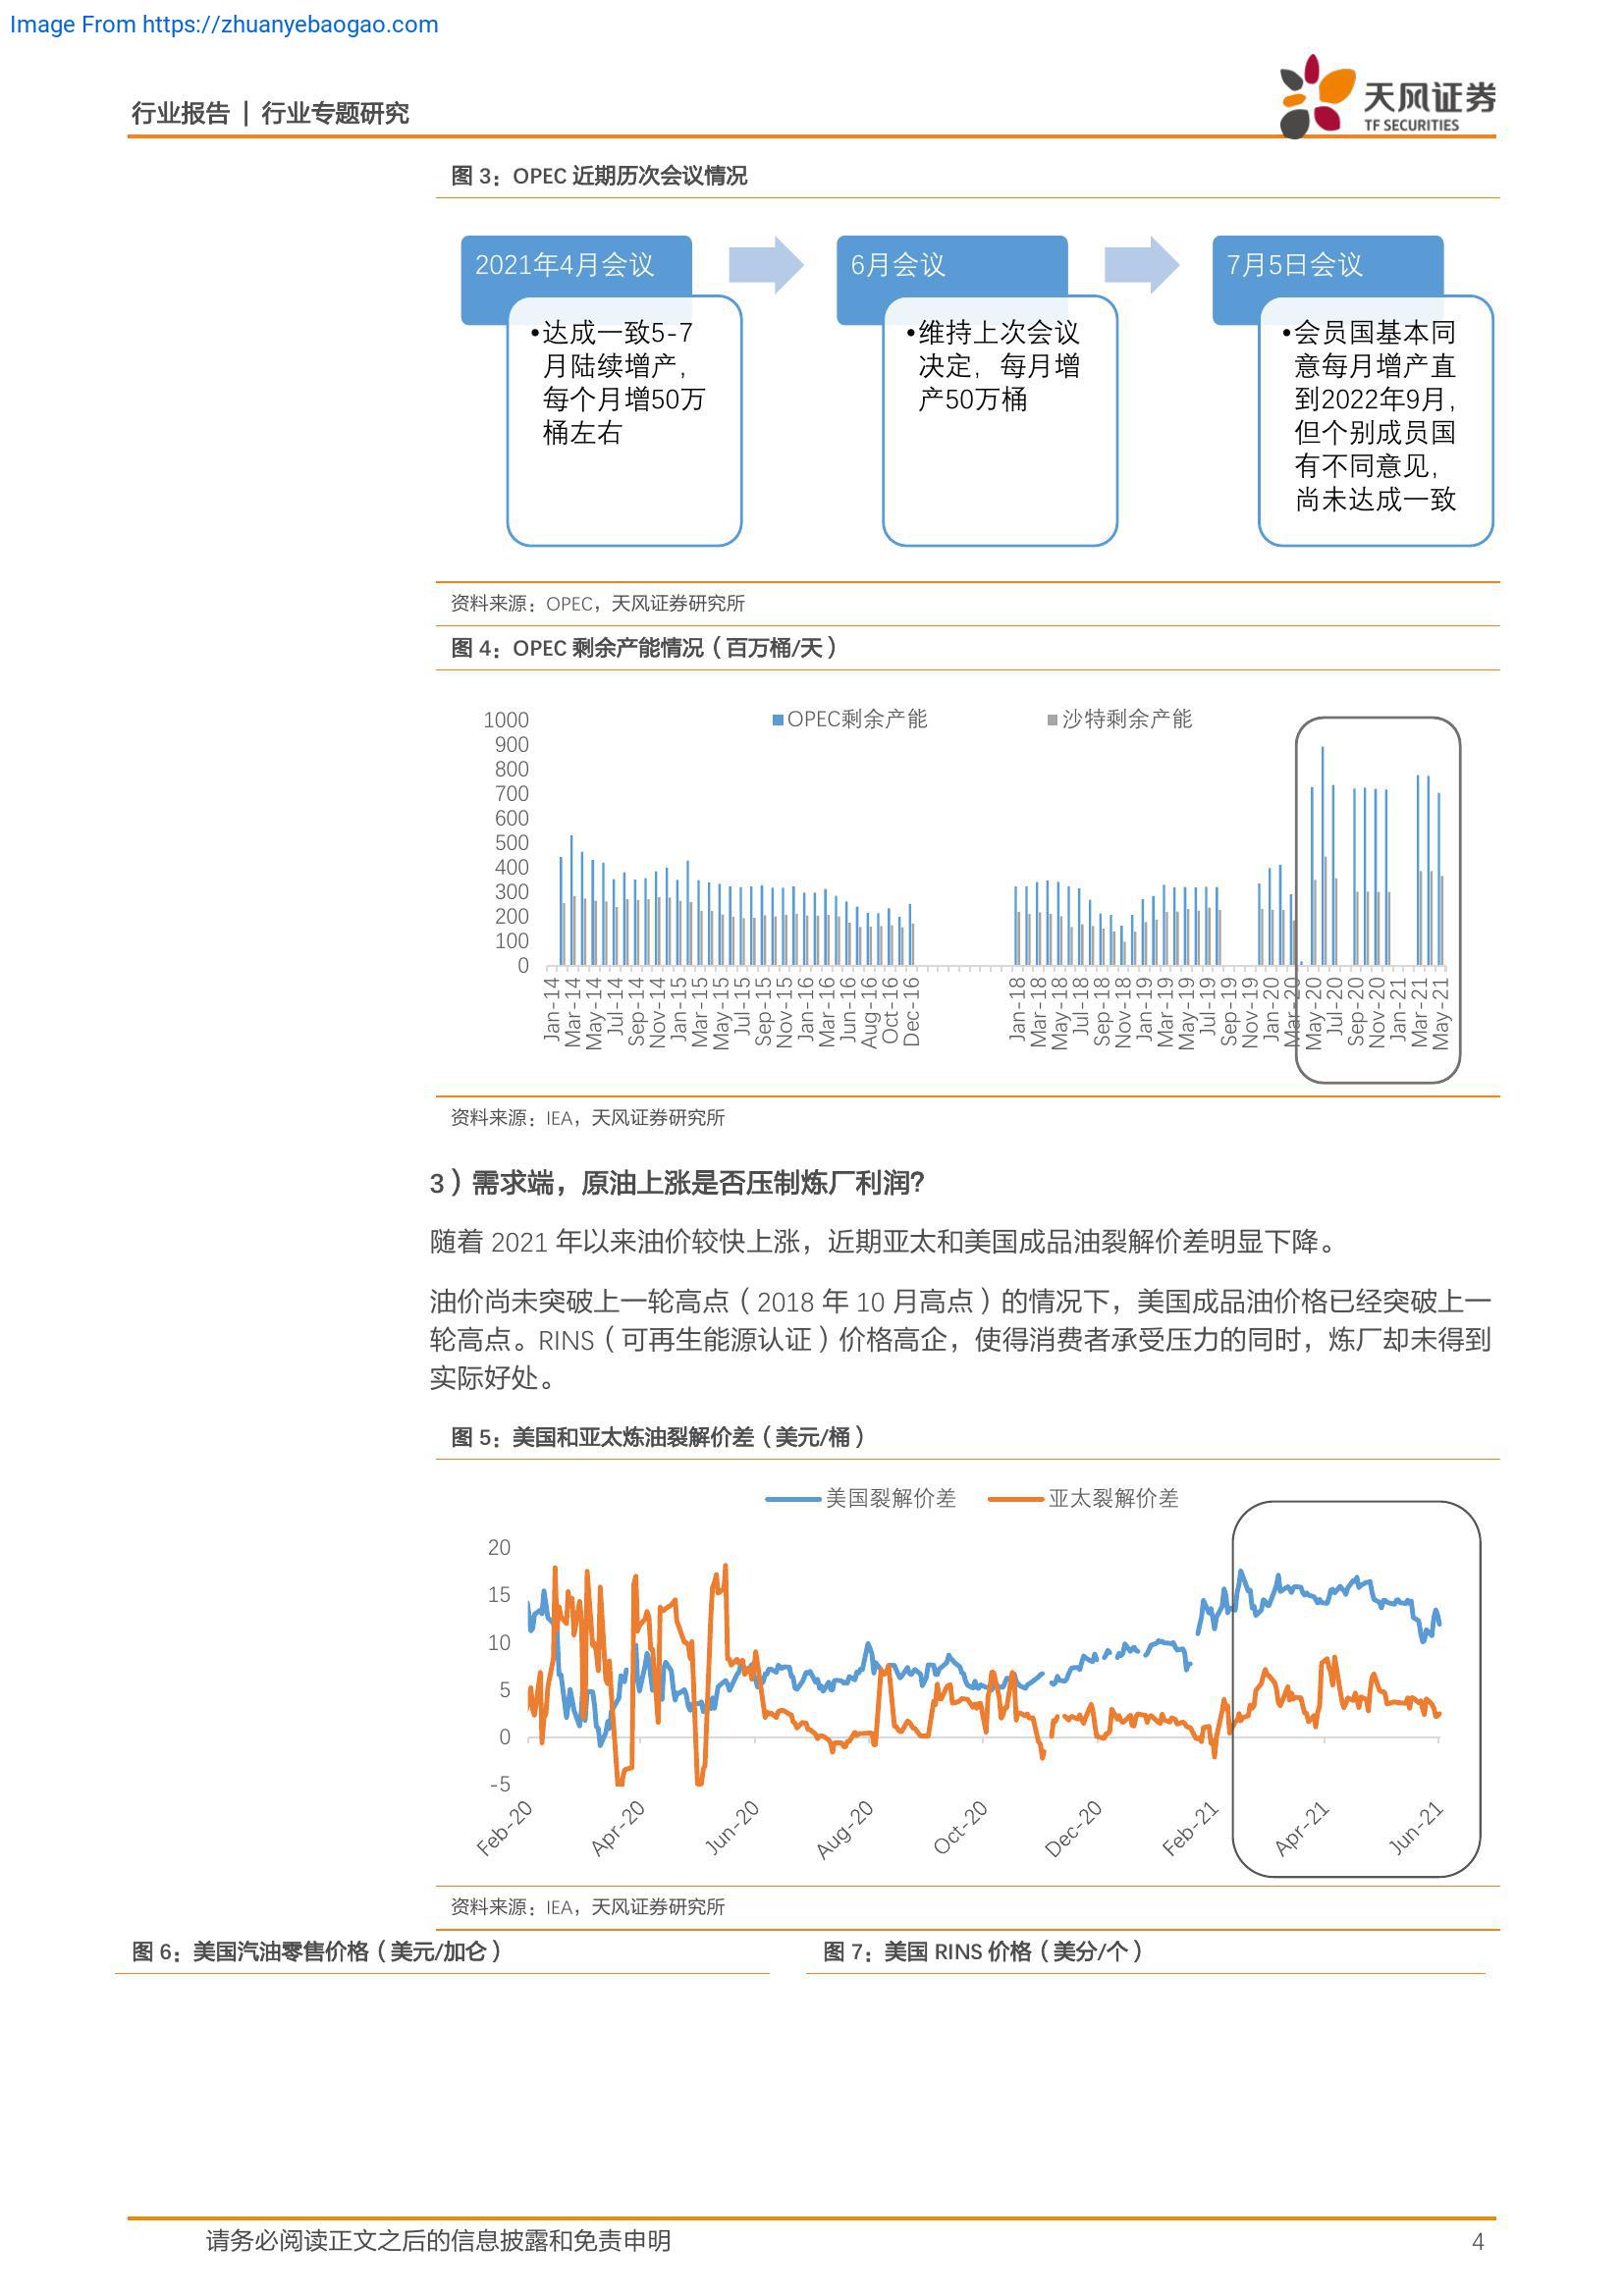 Image From https://zhuanyebaogao.com
行业报告 | 行业专题研究
天风证券
TF SECURITIES
图 3：OPEC 近期历次会议情况
2021年4月会议
•达成一致5-7
月陆续增产，
每个月增50万
桶左右
6月会议
•维持上次会议
决定，每月增
产50万桶
7月5日会议
•会员国基本同
意每月增产直
到2022年9月，
但个别成员国
有不同意见，
尚未达成一致
资料来源：OPEC，天风证券研究所
图 4：OPEC 剩余产能情况（百万桶/天）
OPEC剩余产能
沙特剩余产能
1000
900
800
700
600
500
400
300
200
100
0
Jan-14
Mar-14
May-14
Jul-14
Sep-14
Nov-14
Jan-15
Mar-15
May-15
Jul-15
Sep-15
Nov-15
Jan-16
Mar-16
Jun-16
Aug-16
Oct-16
Dec-16
Jan-18
Mar-18
May-18
Jul-18
Sep-18
Nov-18
Jan-19
Mar-19
May-19
Jul-19
Sep-19
Nov-19
Jan-20
Mar-20
May-20
Jul-20
Sep-20
Nov-20
Jan-21
Mar-21
May-21
资料来源：IEA，天风证券研究所
3）需求端，原油上涨是否压制炼厂利润？
随着 2021 年以来油价较快上涨，近期亚太和美国成品油裂解价差明显下降。
油价尚未突破上一轮高点（2018 年 10 月高点）的情况下，美国成品油价格已经突破上一
轮高点。RINS（可再生能源认证）价格高企，使得消费者承受压力的同时，炼厂却未得到
实际好处。
图 5：美国和亚太炼油裂解价差（美元/桶）
美国裂解价差
亚太裂解价差
20
15
10
5
0
-5
Feb-20
Apr-20
Jun-20
Aug-20
Oct-20
Dec-20
Feb-21
Apr-21
Jun-21
资料来源：IEA，天风证券研究所
图 6：美国汽油零售价格（美元/加仑）
图 7：美国 RINS 价格（美分/个）
请务必阅读正文之后的信息披露和免责申明
4